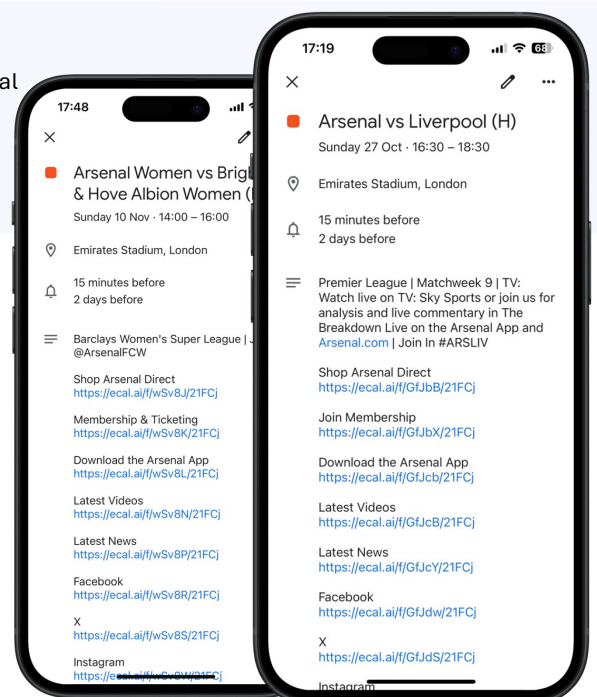 al
17:48
Arsenal Women vs Brig
& Hove Albion Women (
Sunday 10 Nov · 14:00 – 16:00
Emirates Stadium, London
15 minutes before
2 days before
Barclays Women's Super League |
@ArsenalFCW
Shop Arsenal Direct
https://ecal.ai/f/wSv8J/21FCj
Membership & Ticketing
https://ecal.ai/f/wSv8K/21FCj
Download the Arsenal App
https://ecal.ai/f/wSv8L/21FCj
Latest Videos
https://ecal.ai/f/wSv8N/21FCj
Latest News
https://ecal.ai/f/wSv8P/21FCj
Facebook
https://ecal.ai/f/wSv8R/21FCj
X
https://ecal.ai/f/wSv8S/21FCj
Instagram
https://ecal.ai/f/wSv8W/21FCj
17:19
68
Arsenal vs Liverpool (H)
Sunday 27 Oct · 16:30 – 18:30
Emirates Stadium, London
15 minutes before
2 days before
Premier League | Matchweek 9 | TV:
Watch live on TV: Sky Sports or join us for
analysis and live commentary in The
Breakdown Live on the Arsenal App and
Arsenal.com | Join In #ARSLIV
Shop Arsenal Direct
https://ecal.ai/f/GfJbB/21FCj
Join Membership
https://ecal.ai/f/GfJbX/21FCj
Download the Arsenal App
https://ecal.ai/f/GfJcb/21FCj
Latest Videos
https://ecal.ai/f/GfJcB/21FCj
Latest News
https://ecal.ai/f/GfJcY/21FCj
Facebook
https://ecal.ai/f/GfJdw/21FCj
X
https://ecal.ai/f/GfJdS/21FCj
Instagram